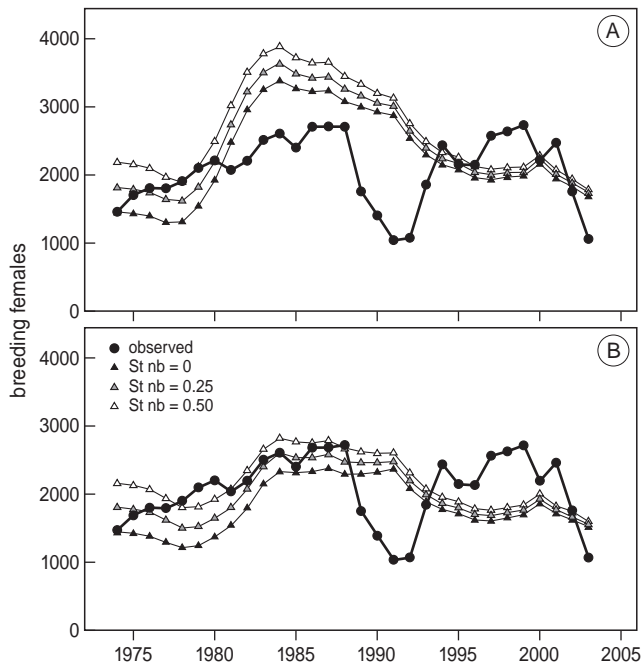 4000
A
3000
2000
1000
0
breeding females
B
observed
4000
St nb = 0
St nb = 0.25
St nb = 0.50
3000
2000
1000
0
1975 1980 1985 1990 1995 2000 2005